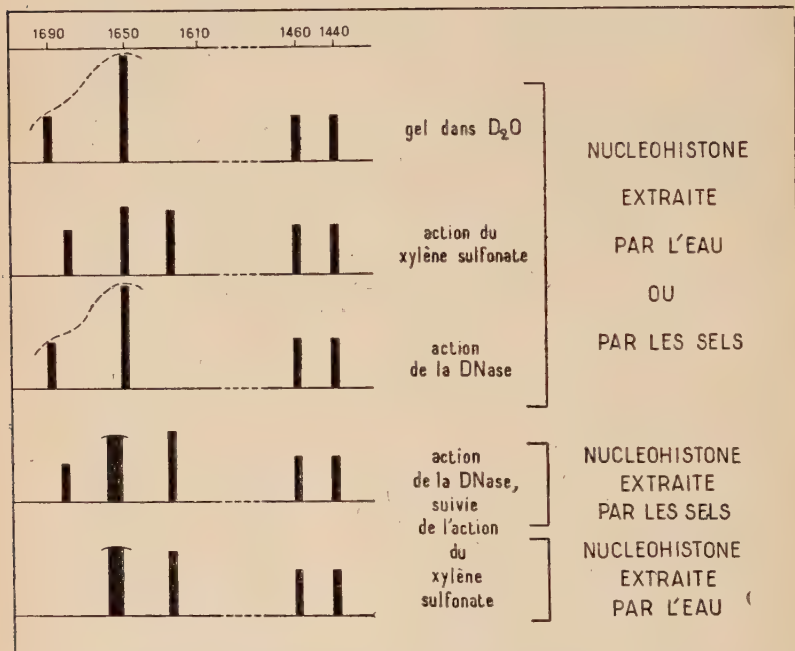 1690 1650 1610 1460 1440
gel dans D₂O
NUCLEOHISTONE
EXTRAITE
PAR L'EAU
OU
PAR LES SELS
action du
xylène sulfonate
action
de la DNase
action
de la DNase,
suivie
de l'action
du
xylène
sulfonate
NUCLEOHISTONE
EXTRAITE
PAR LES SELS
NUCLEOHISTONE
EXTRAITE
PAR L'EAU